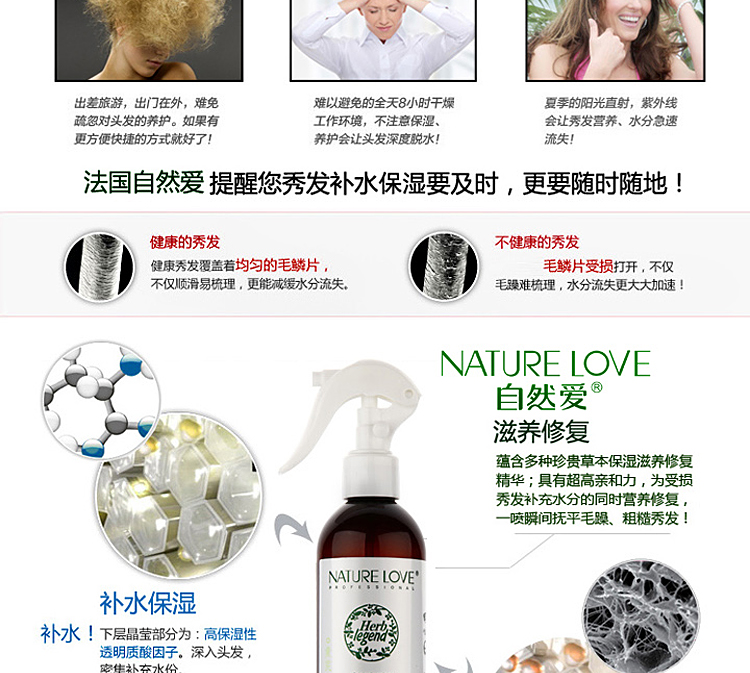 出差旅游，出门在外，难免
疏忽对头发的养护。如果有
更方便快捷的方式就好了！
难以避免的全天8小时干燥
工作环境，不注意保湿、
养护会让头发深度脱水！
夏季的阳光直射，紫外线
会让秀发营养、水分急速
流失！
法国自然爱 提醒您秀发补水保湿要及时，更要随时随地！
健康的秀发
健康秀发覆盖着均匀的毛鳞片，
不仅顺滑易梳理，更能减缓水分流失。
不健康的秀发
毛鳞片受损打开，不仅
毛躁难梳理，水分流失更大大加速！
NATURE LOVE
自然爱®
滋养修复
蕴含多种珍贵草本保湿滋养修复
精华；具有超高亲和力，为受损
秀发补充水分的同时营养修复，
一喷瞬间抚平毛躁、粗糙秀发！
NATURE LOVE®
PROFESSIONAL
Herb
legend
补水保湿
补水！下层晶莹部分为：高保湿性
透明质酸因子。深入头发，
密集补充水份。